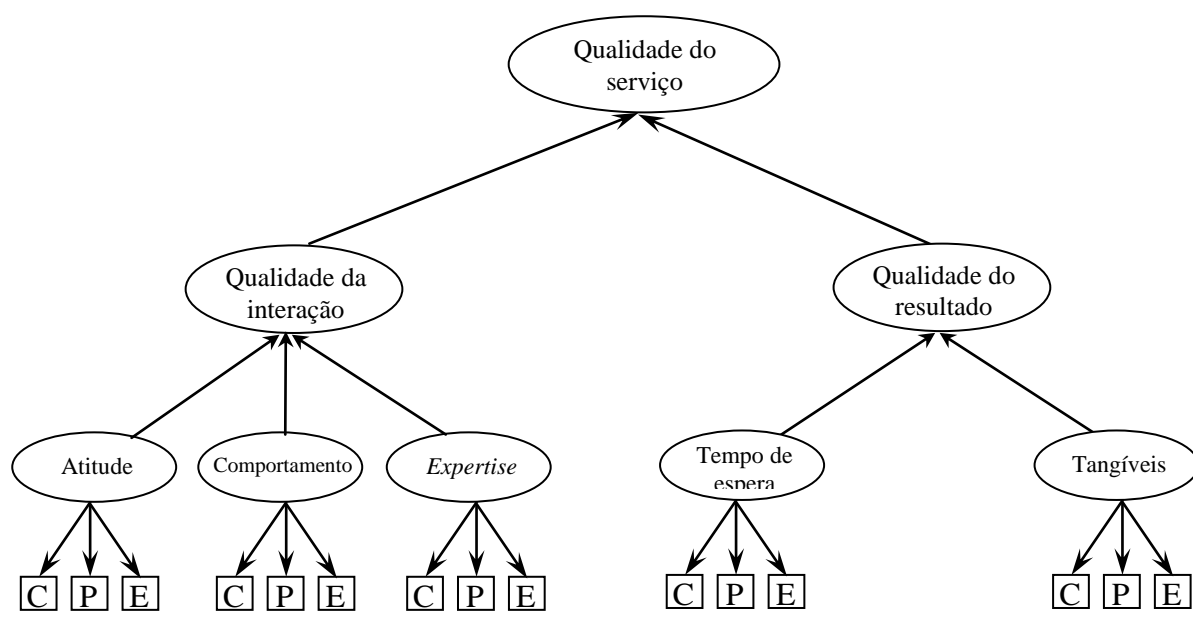 Qualidade do
serviço
Qualidade da
interação
Qualidade do
resultado
Atitude
Comportamento
Expertise
Tempo de
espera
Tangíveis
C P E
C P E
C P E
C P E
C P E